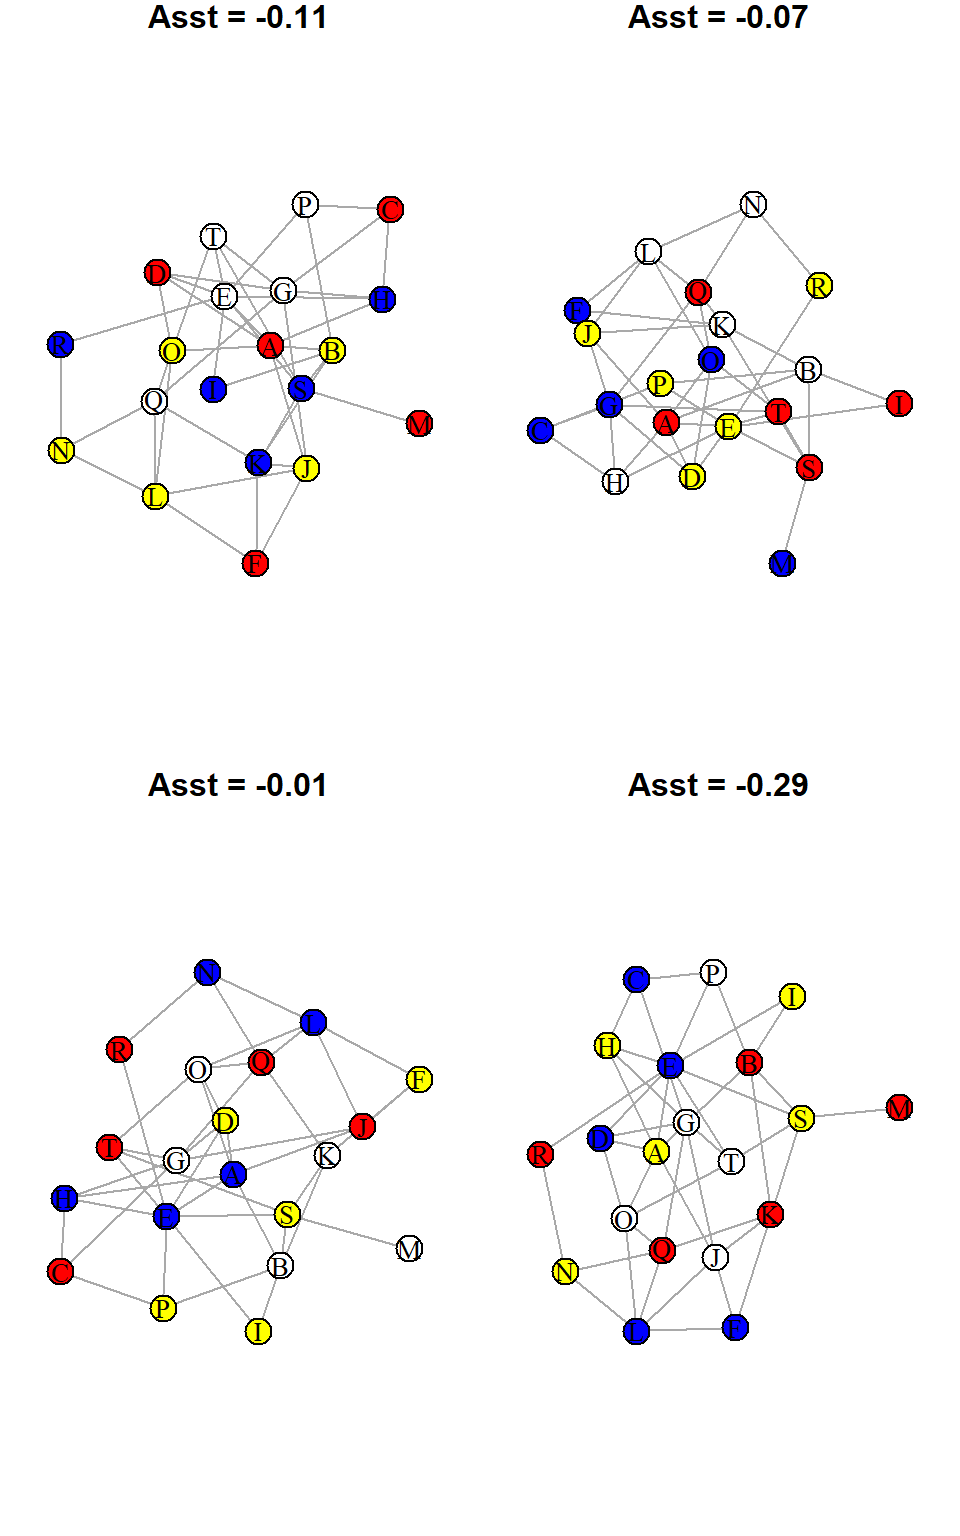 Asst = -0.11
Asst = -0.07
P
C
T
D
E
G
H
R
O
A
B
I
S
Q
M
N
K
J
L
F
N
L
R
F
Q
J
K
O
B
P
G
A
T
I
C
E
H
D
S
M
Asst = -0.01
Asst = -0.29
N
L
R
O
Q
F
D
T
J
G
K
A
H
E
S
M
C
B
P
I
C
P
I
H
E
B
G
S
M
D
R
A
T
O
K
Q
J
N
L
F